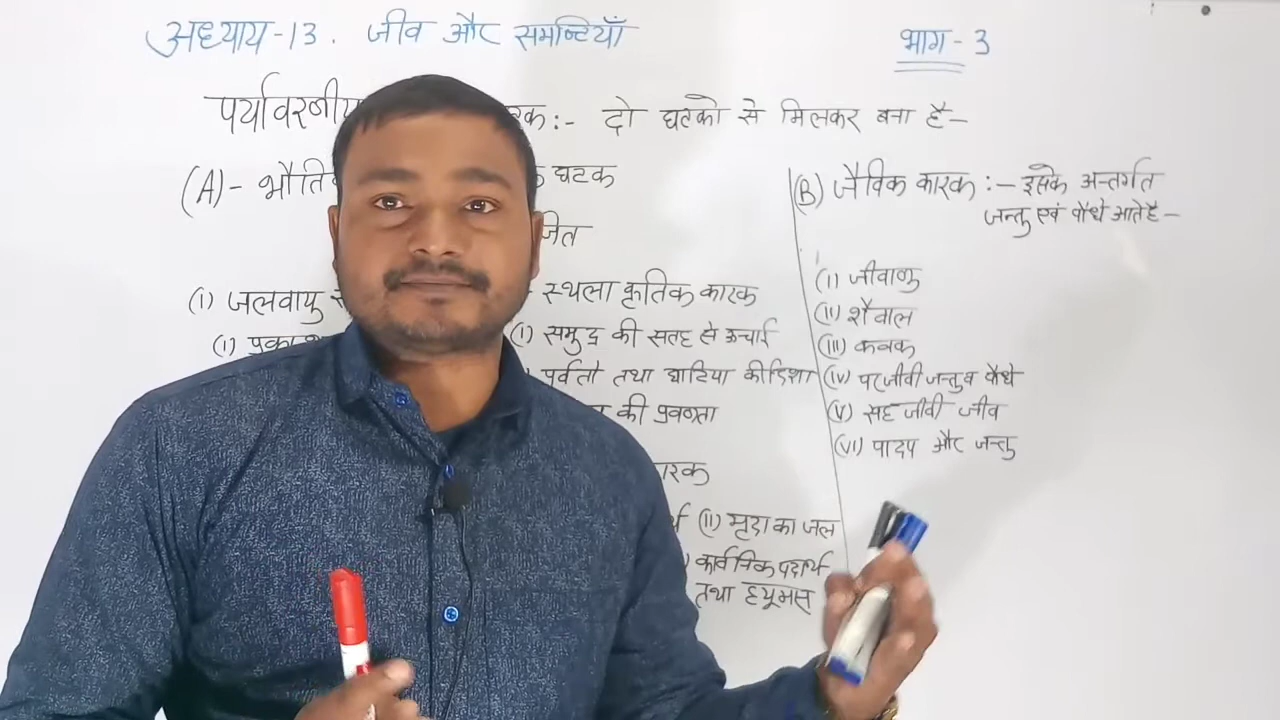 अध्याय-13. जीव और समष्टियाँ
भाग-3
पर्यावरणीय रक:- दो घटको से मिलकर बना है-
(A)- भौति घटक
(B) जैविक कारक :- इसके अन्तर्गत
जन्तु एवं पौधे आते है-
जित
(I) जलवायु स्थला कृतिक कारक
(I) प्रका (I) समुद्र की सतह से ऊचाई
पर्वतो तथा घाटिया की दिशा
की प्रवणता
रक
(II) मृदा का जल
कार्बनिक पदार्थ
तथा ह्यूमस
(I) जीवाणु
(II) शैवाल
(III) कवक
(IV) परजीवी जन्तु व पौधे
(V) सहजीवी जीव
(VI) पादप और जन्तु